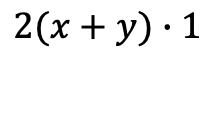 2(x + y) · 1